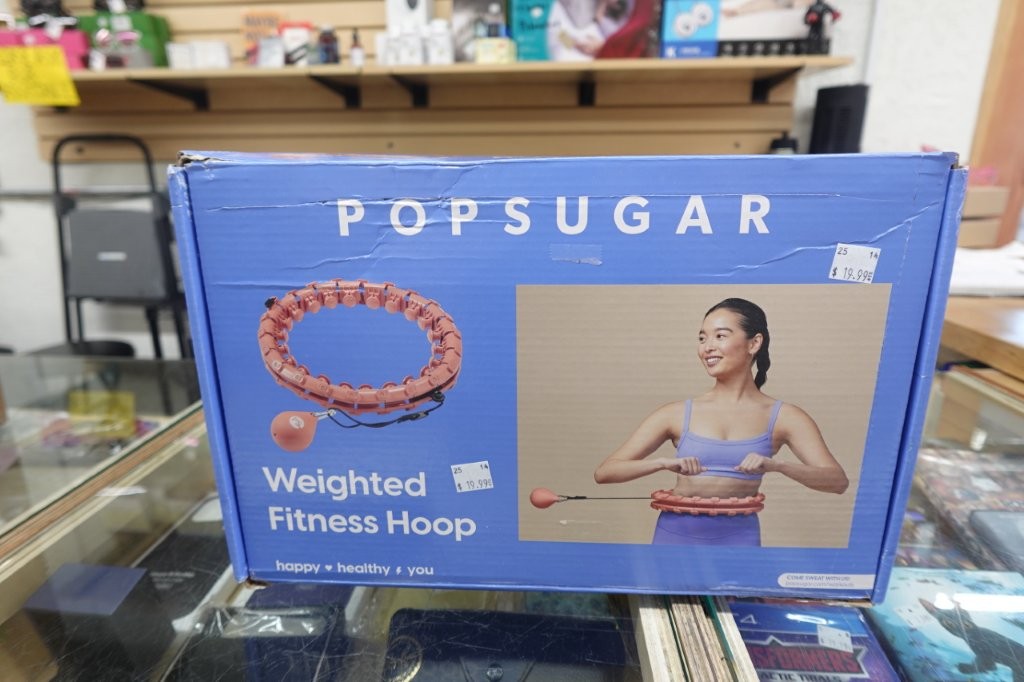 POPSUGAR
25 14
$ 19.99
Weighted
Fitness Hoop
25 14
$ 19.99
happy ♥ healthy ⚡ you
COME SWEAT WITH US!
4